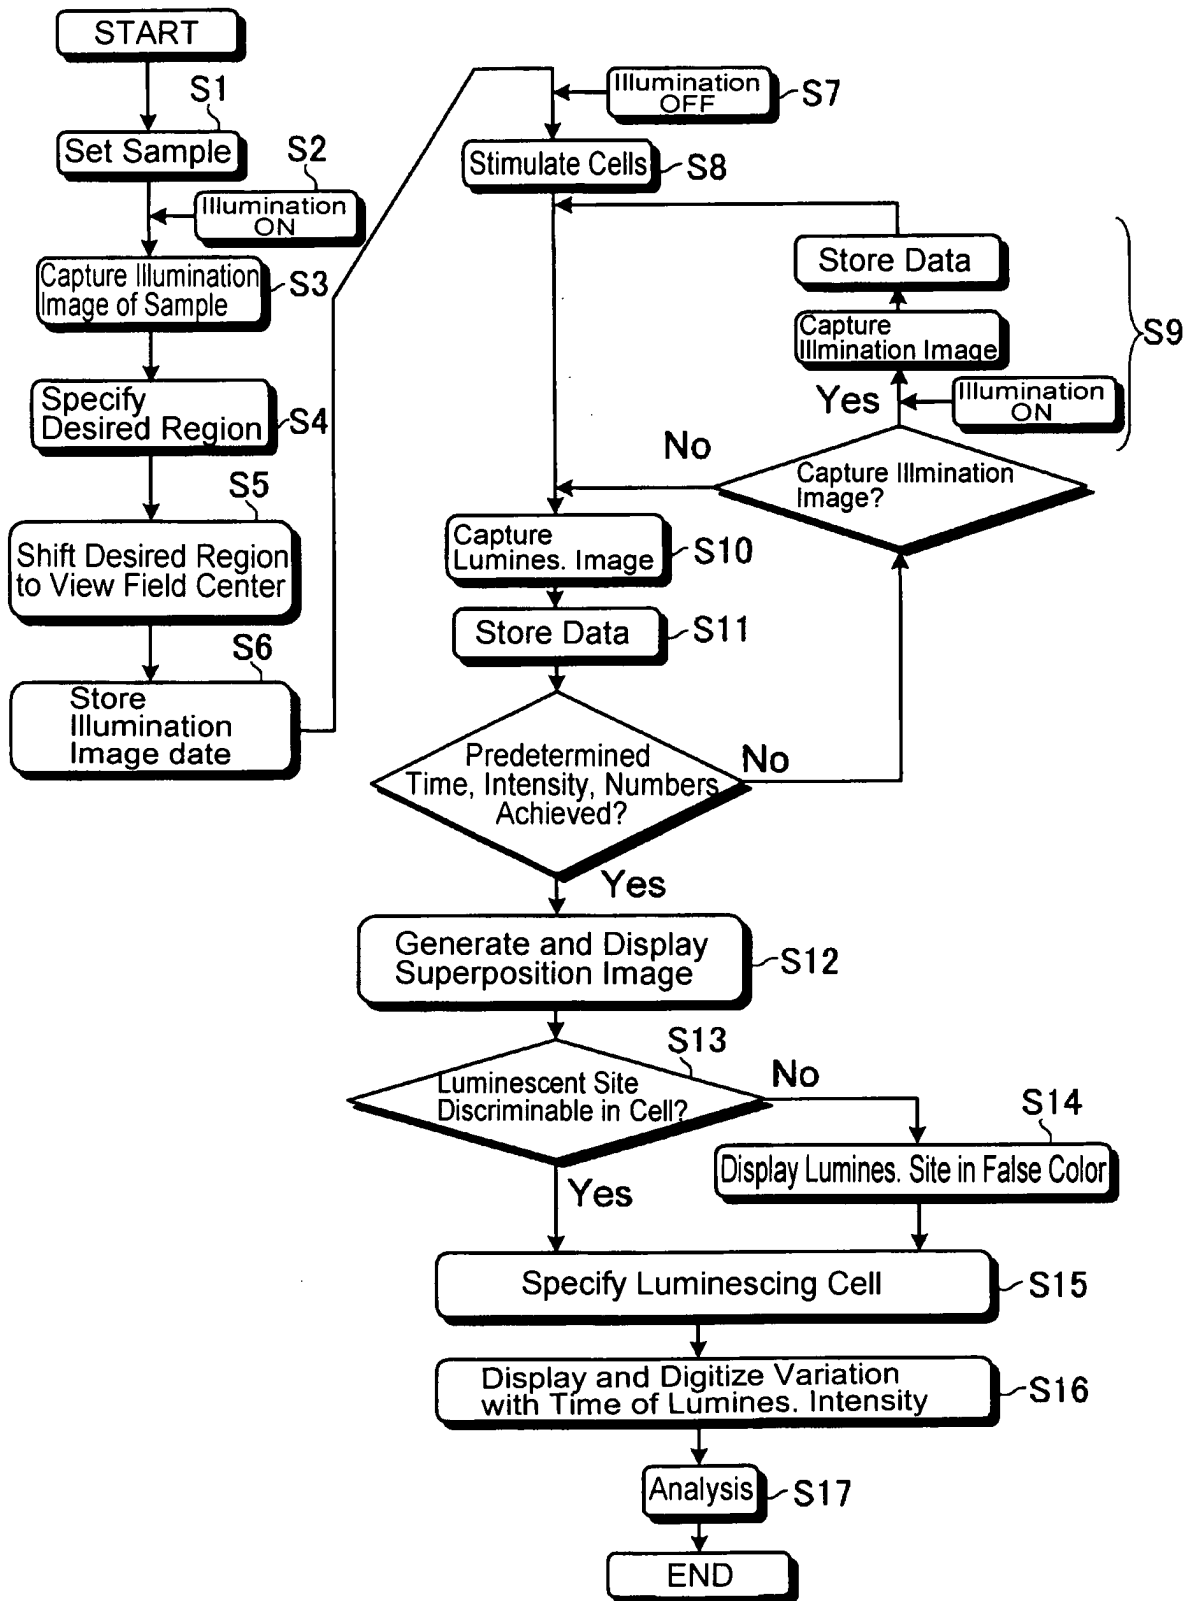 START
S1
Set Sample
S2
Illumination
ON
Capture Illumination
Image of Sample
S3
Specify
Desired Region
S4
S5
Shift Desired Region
to View Field Center
S6
Store
Illumination
Image date
Illumination
OFF
S7
Stimulate Cells
S8
Store Data
Capture
Illmination Image
S9
Yes
Illumination
ON
No
Capture Illmination
Image?
Capture
Lumines. Image
S10
Store Data
S11
Predetermined
Time, Intensity, Numbers
Achieved?
No
Yes
Generate and Display
Superposition Image
S12
S13
Luminescent Site
Discriminable in Cell?
No
S14
Display Lumines. Site in False Color
Yes
Specify Luminescing Cell
S15
Display and Digitize Variation
with Time of Lumines. Intensity
S16
Analysis
S17
END